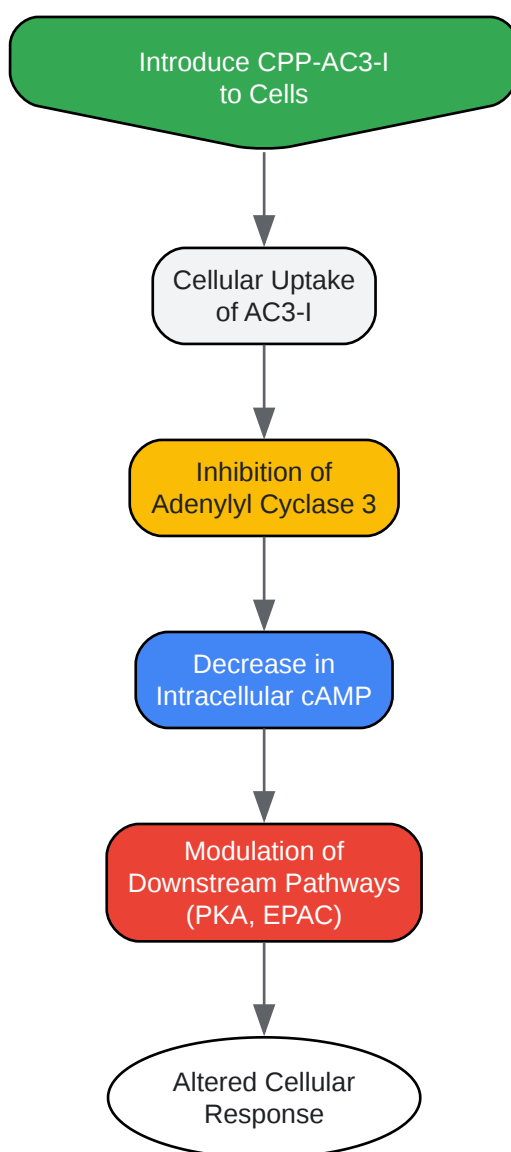 Introduce CPP-AC3-I
to Cells
Cellular Uptake
of AC3-I
Inhibition of
Adenylyl Cyclase 3
Decrease in
Intracellular cAMP
Modulation of
Downstream Pathways
(PKA, EPAC)
Altered Cellular
Response